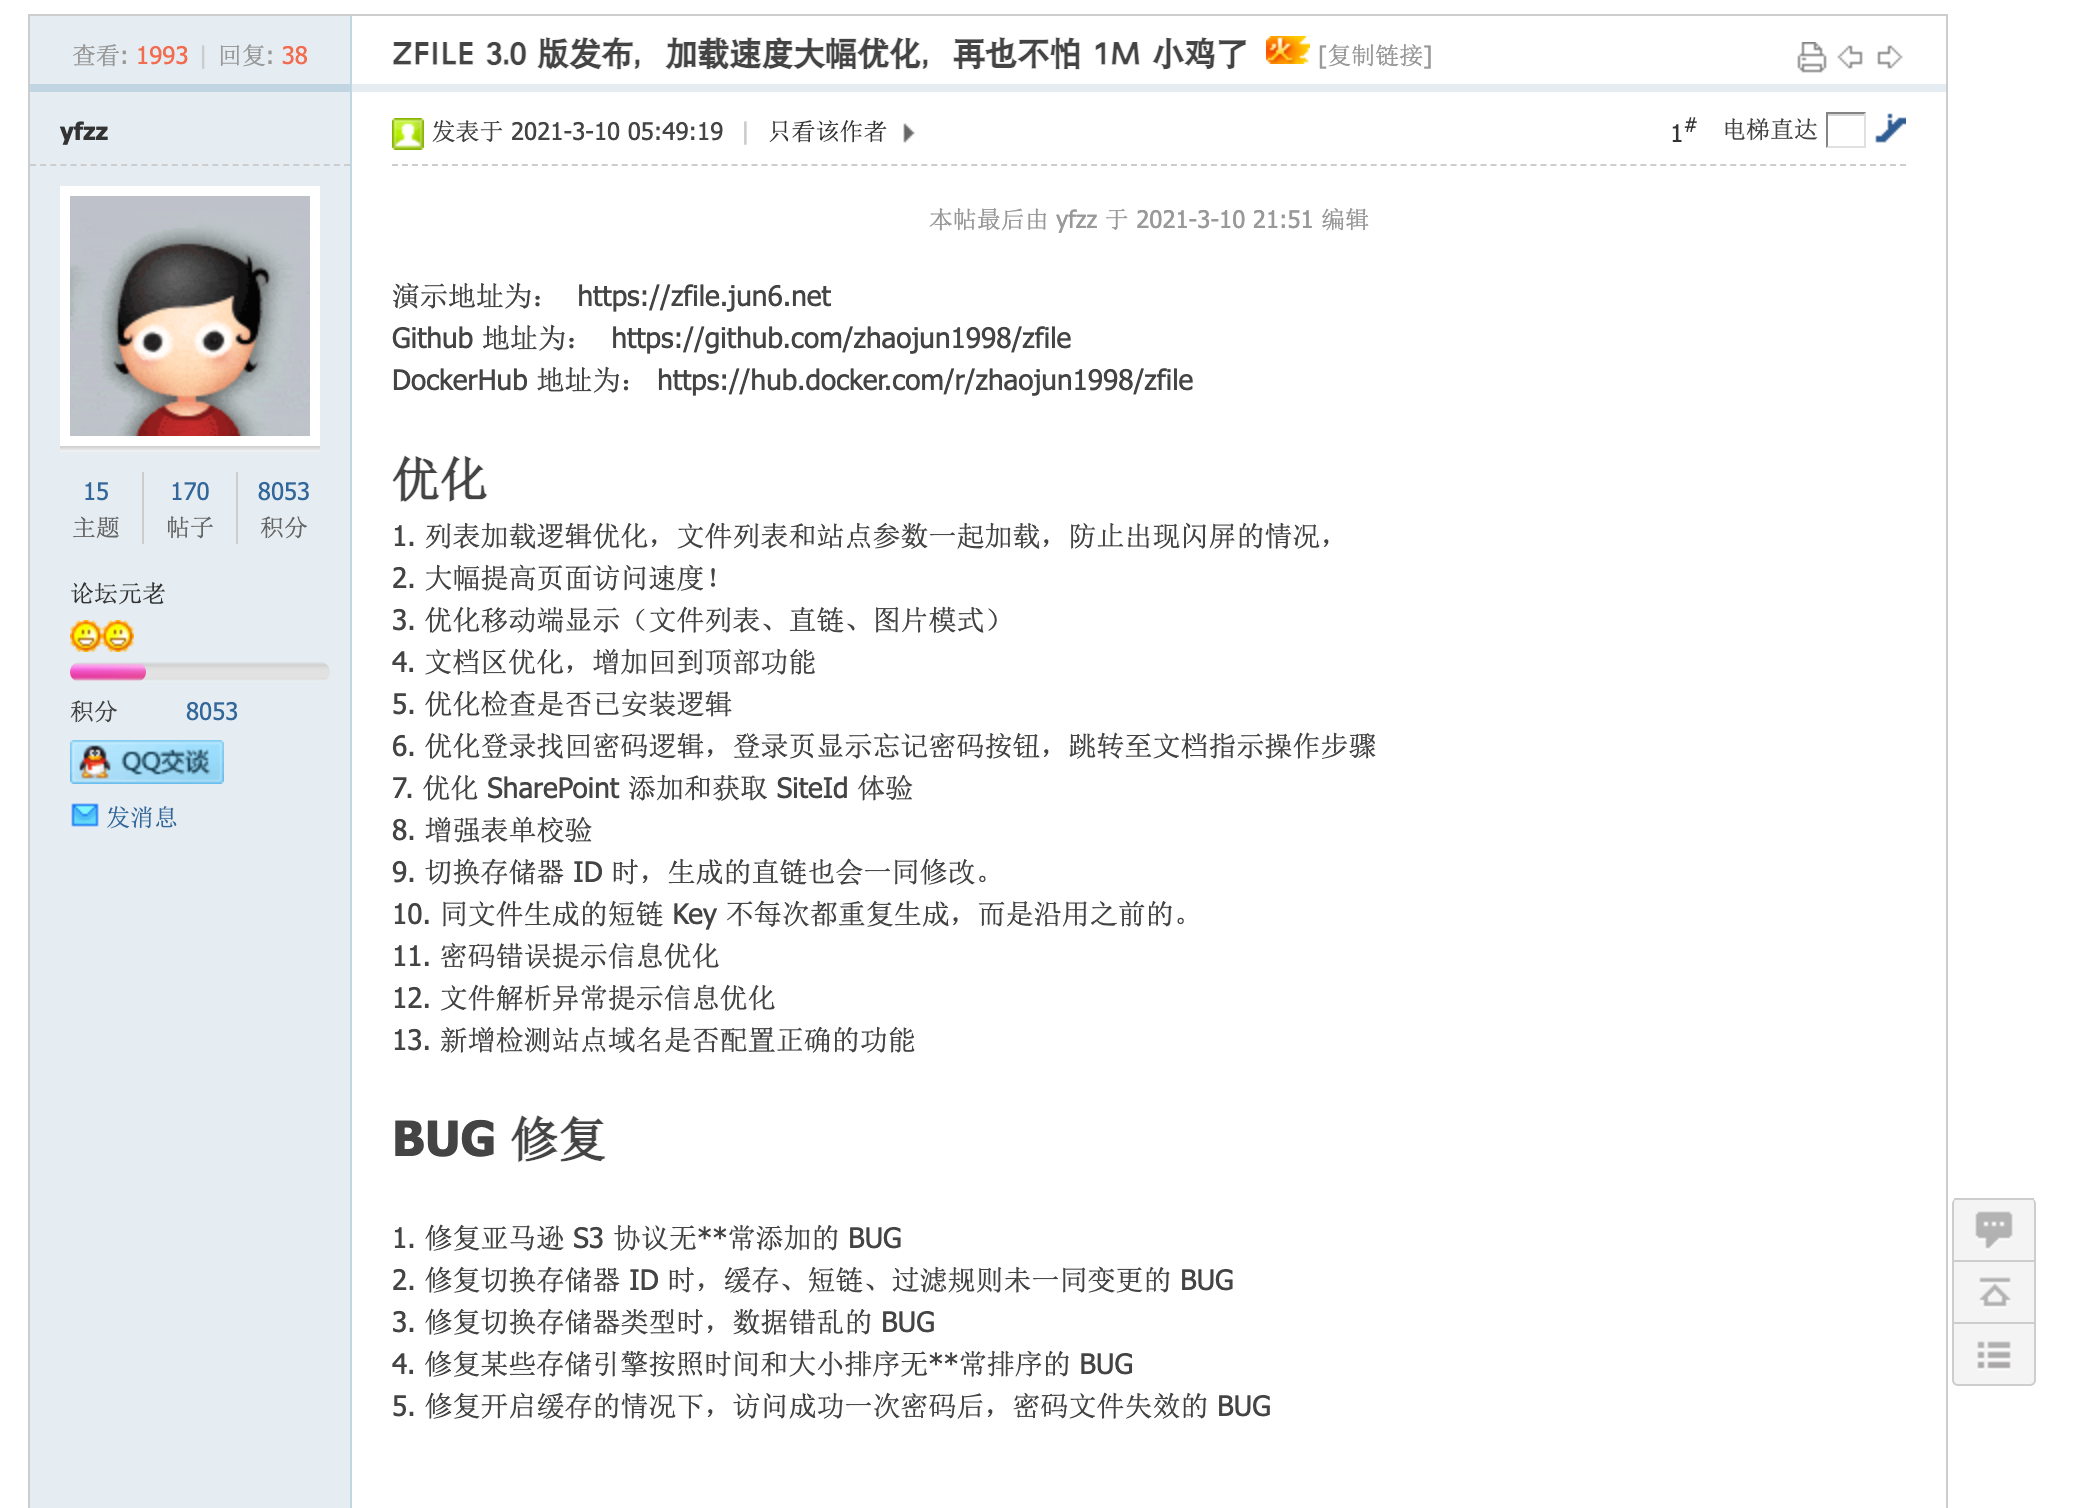 查看: 1993 | 回复: 38
ZFILE 3.0 版发布，加载速度大幅优化，再也不怕 1M 小鸡了 火 [复制链接]
yfzz
发表于 2021-3-10 05:49:19 | 只看该作者
1# 电梯直达
本帖最后由 yfzz 于 2021-3-10 21:51 编辑
演示地址为： https://zfile.jun6.net
Github 地址为： https://github.com/zhaojun1998/zfile
DockerHub 地址为： https://hub.docker.com/r/zhaojun1998/zfile
15 170 8053
主题 帖子 积分
论坛元老
积分 8053
QQ交谈
发消息
优化
1. 列表加载逻辑优化，文件列表和站点参数一起加载，防止出现闪屏的情况，
2. 大幅提高页面访问速度！
3. 优化移动端显示（文件列表、直链、图片模式）
4. 文档区优化，增加回到顶部功能
5. 优化检查是否已安装逻辑
6. 优化登录找回密码逻辑，登录页显示忘记密码按钮，跳转至文档指示操作步骤
7. 优化 SharePoint 添加和获取 SiteId 体验
8. 增强表单校验
9. 切换存储器 ID 时，生成的直链也会一同修改。
10. 同文件生成的短链 Key 不每次都重复生成，而是沿用之前的。
11. 密码错误提示信息优化
12. 文件解析异常提示信息优化
13. 新增检测站点域名是否配置正确的功能
BUG 修复
1. 修复亚马逊 S3 协议无**常添加的 BUG
2. 修复切换存储器 ID 时，缓存、短链、过滤规则未一同变更的 BUG
3. 修复切换存储器类型时，数据错乱的 BUG
4. 修复某些存储引擎按照时间和大小排序无**常排序的 BUG
5. 修复开启缓存的情况下，访问成功一次密码后，密码文件失效的 BUG